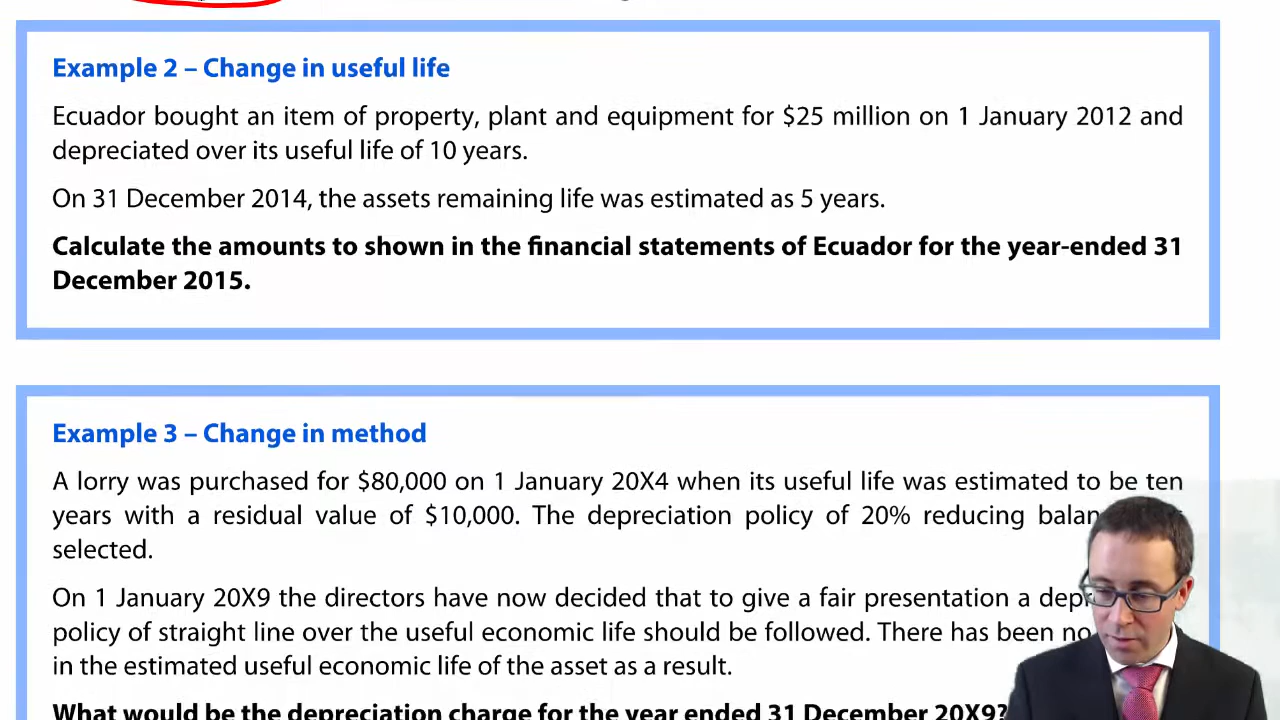 Example 2 – Change in useful life
Ecuador bought an item of property, plant and equipment for $25 million on 1 January 2012 and
depreciated over its useful life of 10 years.
On 31 December 2014, the assets remaining life was estimated as 5 years.
Calculate the amounts to shown in the financial statements of Ecuador for the year-ended 31
December 2015.
Example 3 – Change in method
A lorry was purchased for $80,000 on 1 January 20X4 when its useful life was estimated to be ten
years with a residual value of $10,000. The depreciation policy of 20% reducing
selected.
On 1 January 20X9 the directors have now decided that to give a fair presentation a
policy of straight line over the useful economic life should be followed. There has been no
in the estimated useful economic life of the asset as a result.
What would be the depreciation charge for the year ended 31 December 20X9?